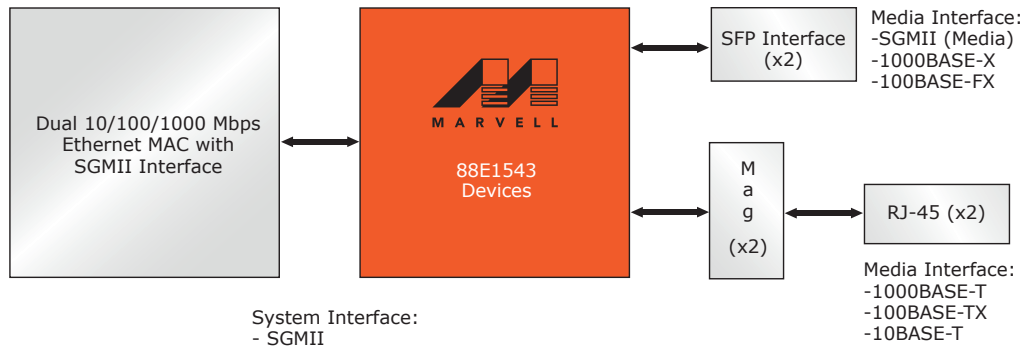 Dual 10/100/1000 Mbps
Ethernet MAC with
SGMII Interface
MARVELL
88E1543
Devices
SFP Interface
(x2)
Media Interface:
-SGMII (Media)
-1000BASE-X
-100BASE-FX
M
a
g
(x2)
RJ-45 (x2)
Media Interface:
-1000BASE-T
-100BASE-TX
-10BASE-T
System Interface:
- SGMII